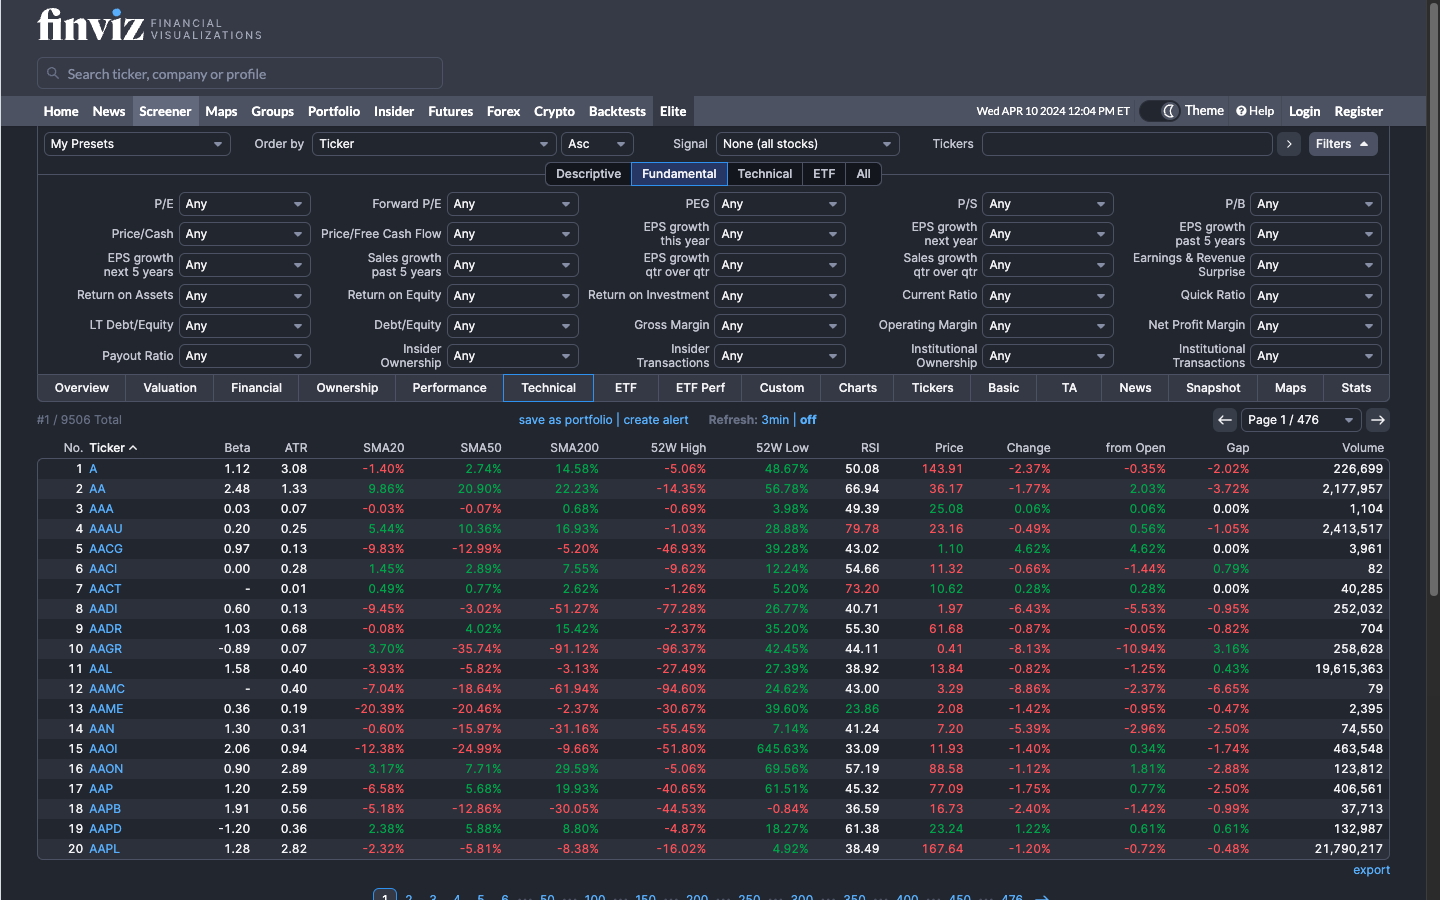 finviz FINANCIAL VISUALIZATIONS
Search ticker, company or profile
Home News Screener Maps Groups Portfolio Insider Futures Forex Crypto Backtests Elite Wed APR 10 2024 12:04 PM ET Theme Help Login Register
My Presets Order by Ticker Asc Signal None (all stocks) Tickers > Filters
Descriptive Fundamental Technical ETF All
P/E Any Forward P/E Any PEG Any P/S Any P/B Any
Price/Cash Any Price/Free Cash Flow Any EPS growth this year Any EPS growth next year Any EPS growth past 5 years Any
EPS growth next 5 years Any Sales growth past 5 years Any EPS growth qtr over qtr Any Sales growth qtr over qtr Any Earnings & Revenue Surprise Any
Return on Assets Any Return on Equity Any Return on Investment Any Current Ratio Any Quick Ratio Any
LT Debt/Equity Any Debt/Equity Any Gross Margin Any Operating Margin Any Net Profit Margin Any
Payout Ratio Any Insider Ownership Any Insider Transactions Any Institutional Ownership Any Institutional Transactions Any
Overview Valuation Financial Ownership Performance Technical ETF ETF Perf Custom Charts Tickers Basic TA News Snapshot Maps Stats
#1 / 9506 Total save as portfolio | create alert Refresh: 3min | off Page 1 / 476
No. Ticker Beta ATR SMA20 SMA50 SMA200 52W High 52W Low RSI Price Change from Open Gap Volume
1 A 1.12 3.08 -1.40% 2.74% 14.58% -5.06% 48.67% 50.08 143.91 -2.37% -0.35% -2.02% 226,699
2 AA 2.48 1.33 9.86% 20.90% 22.23% -14.35% 56.78% 66.94 36.17 -1.77% 2.03% -3.72% 2,177,957
3 AAA 0.03 0.07 -0.03% -0.07% 0.68% -0.69% 3.98% 49.39 25.08 0.06% 0.06% 0.00% 1,104
4 AAAU 0.20 0.25 5.44% 10.36% 16.93% -1.03% 28.88% 79.78 23.16 -0.49% 0.56% -1.05% 2,413,517
5 AACG 0.97 0.13 -9.83% -12.99% -5.20% -46.93% 39.28% 43.02 1.10 4.62% 4.62% 0.00% 3,961
6 AACI 0.00 0.28 1.45% 2.89% 7.55% -9.62% 12.24% 54.66 11.32 -0.66% -1.44% 0.79% 82
7 AACT - 0.01 0.49% 0.77% 2.62% -1.26% 5.20% 73.20 10.62 0.28% 0.28% 0.00% 40,285
8 AADI 0.60 0.13 -9.45% -3.02% -51.27% -77.28% 26.77% 40.71 1.97 -6.43% -5.53% -0.95% 252,032
9 AADR 1.03 0.68 -0.08% 4.02% 15.42% -2.37% 35.20% 55.30 61.68 -0.87% -0.05% -0.82% 704
10 AAGR -0.89 0.07 3.70% -35.74% -91.12% -96.37% 42.45% 44.11 0.41 -8.13% -10.94% 3.16% 258,628
11 AAL 1.58 0.40 -3.93% -5.82% -3.13% -27.49% 27.39% 38.92 13.84 -0.82% -1.25% 0.43% 19,615,363
12 AAMC - 0.40 -7.04% -18.64% -61.94% -94.60% 24.62% 43.00 3.29 -8.86% -2.37% -6.65% 79
13 AAME 0.36 0.19 -20.39% -20.46% -2.37% -30.67% 39.60% 23.86 2.08 -1.42% -0.95% -0.47% 2,395
14 AAN 1.30 0.31 -0.60% -15.97% -31.16% -55.45% 7.14% 41.24 7.20 -5.39% -2.96% -2.50% 74,550
15 AAOI 2.06 0.94 -12.38% -24.99% -9.66% -51.80% 645.63% 33.09 11.93 -1.40% 0.34% -1.74% 463,548
16 AAON 0.90 2.89 3.17% 7.71% 29.59% -5.06% 69.56% 57.19 88.58 -1.12% 1.81% -2.88% 123,812
17 AAP 1.20 2.59 -6.58% 5.68% 19.93% -40.65% 61.51% 45.32 77.09 -1.75% 0.77% -2.50% 406,561
18 AAPB 1.91 0.56 -5.18% -12.86% -30.05% -44.53% -0.84% 36.59 16.73 -2.40% -1.42% -0.99% 37,713
19 AAPD -1.20 0.36 2.38% 5.88% 8.80% -4.87% 18.27% 61.38 23.24 1.22% 0.61% 0.61% 132,987
20 AAPL 1.28 2.82 -2.32% -5.81% -8.38% -16.02% 4.92% 38.49 167.64 -1.20% -0.72% -0.48% 21,790,217
export
1 2 3 4 5 6 ... 50 ... 100 ... 150 ... 200 ... 250 ... 300 ... 350 ... 400 ... 450 ... 476